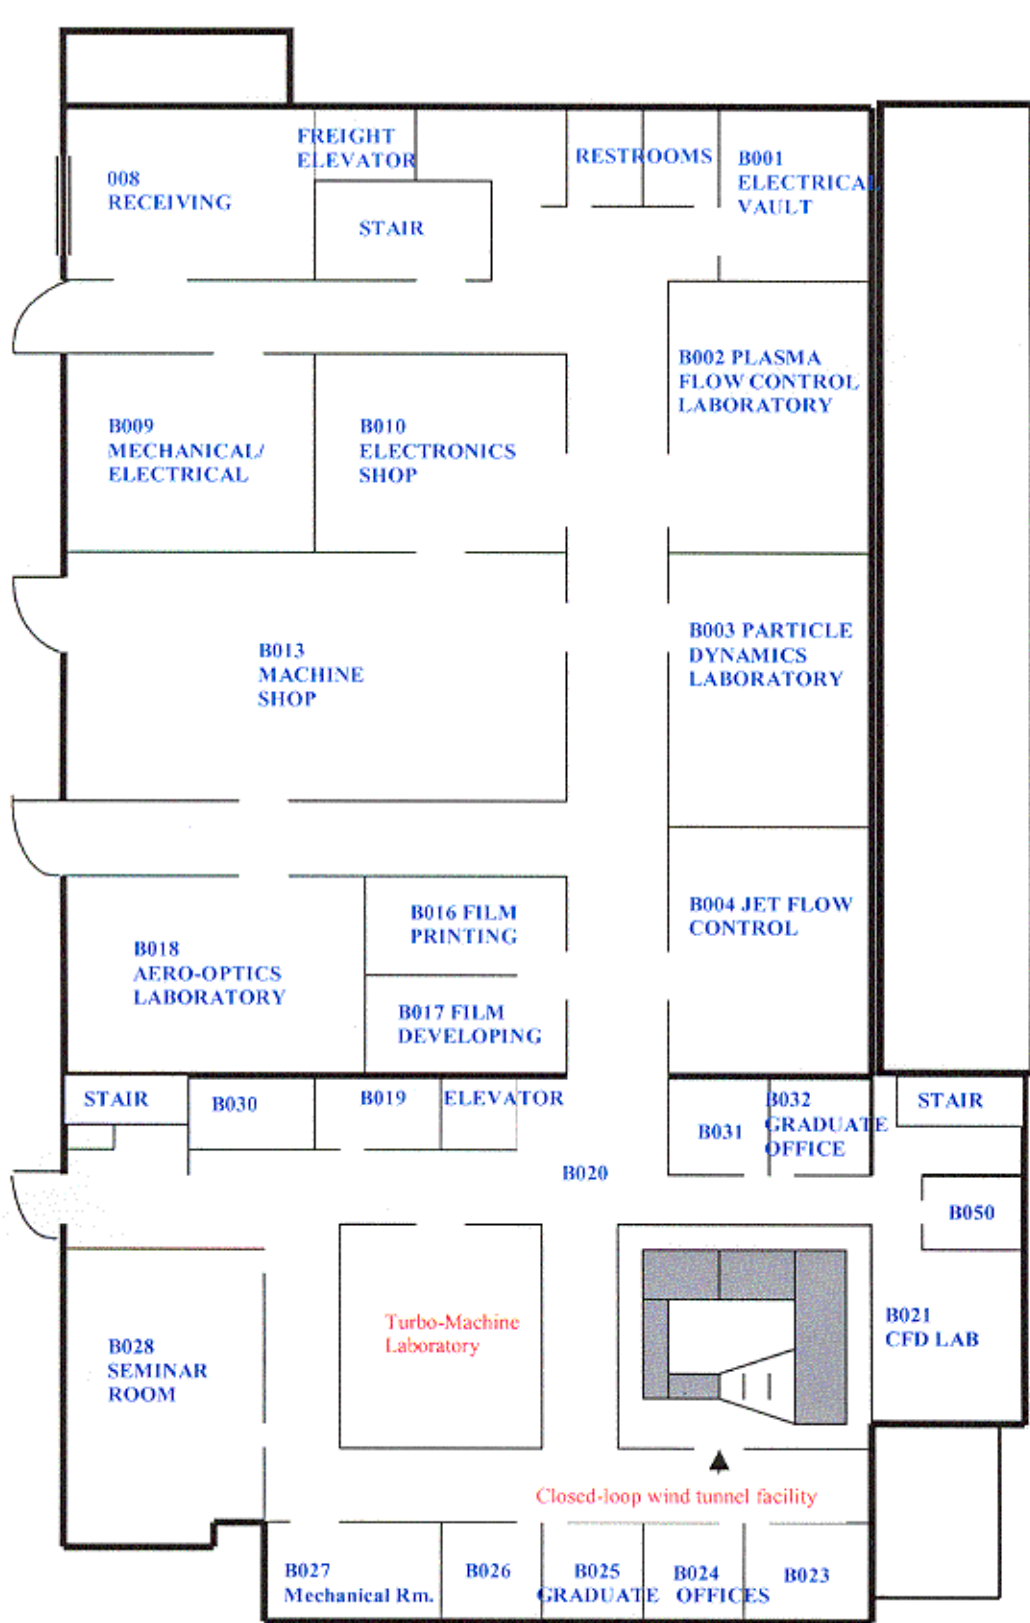 FREIGHT
ELEVATOR
RESTROOMS
B001
ELECTRICAL
VAULT
008
RECEIVING
STAIR
B002 PLASMA
FLOW CONTROL
LABORATORY
B009
MECHANICAL/
ELECTRICAL
B010
ELECTRONICS
SHOP
B003 PARTICLE
DYNAMICS
LABORATORY
B013
MACHINE
SHOP
B004 JET FLOW
CONTROL
B016 FILM
PRINTING
B018
AERO-OPTICS
LABORATORY
B017 FILM
DEVELOPING
STAIR
B030
B019
ELEVATOR
B031
B032
GRADUATE
OFFICE
STAIR
B020
B050
Turbo-Machine
Laboratory
B021
CFD LAB
B028
SEMINAR
ROOM
Closed-loop wind tunnel facility
B027
Mechanical Rm.
B026
B025
B024
B023
GRADUATE OFFICES